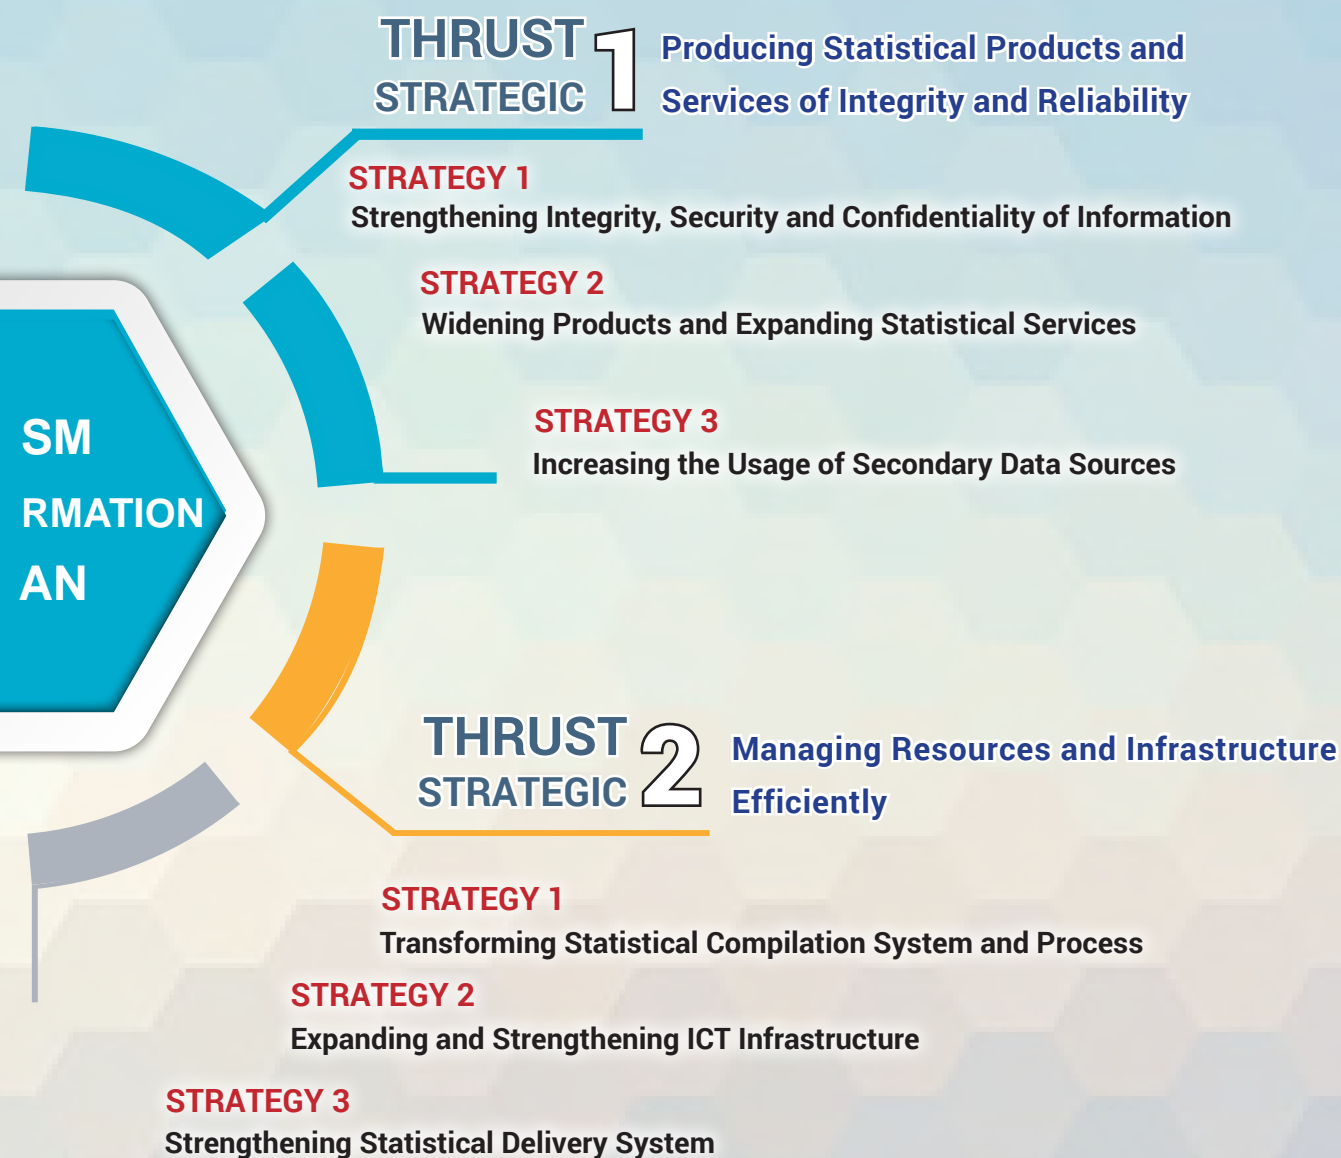 THRUST
STRATEGIC
1
Producing Statistical Products and
Services of Integrity and Reliability
STRATEGY 1
Strengthening Integrity, Security and Confidentiality of Information
STRATEGY 2
Widening Products and Expanding Statistical Services
STRATEGY 3
Increasing the Usage of Secondary Data Sources
SM
RMATION
AN
THRUST
STRATEGIC
2
Managing Resources and Infrastructure
Efficiently
STRATEGY 1
Transforming Statistical Compilation System and Process
STRATEGY 2
Expanding and Strengthening ICT Infrastructure
STRATEGY 3
Strengthening Statistical Delivery System